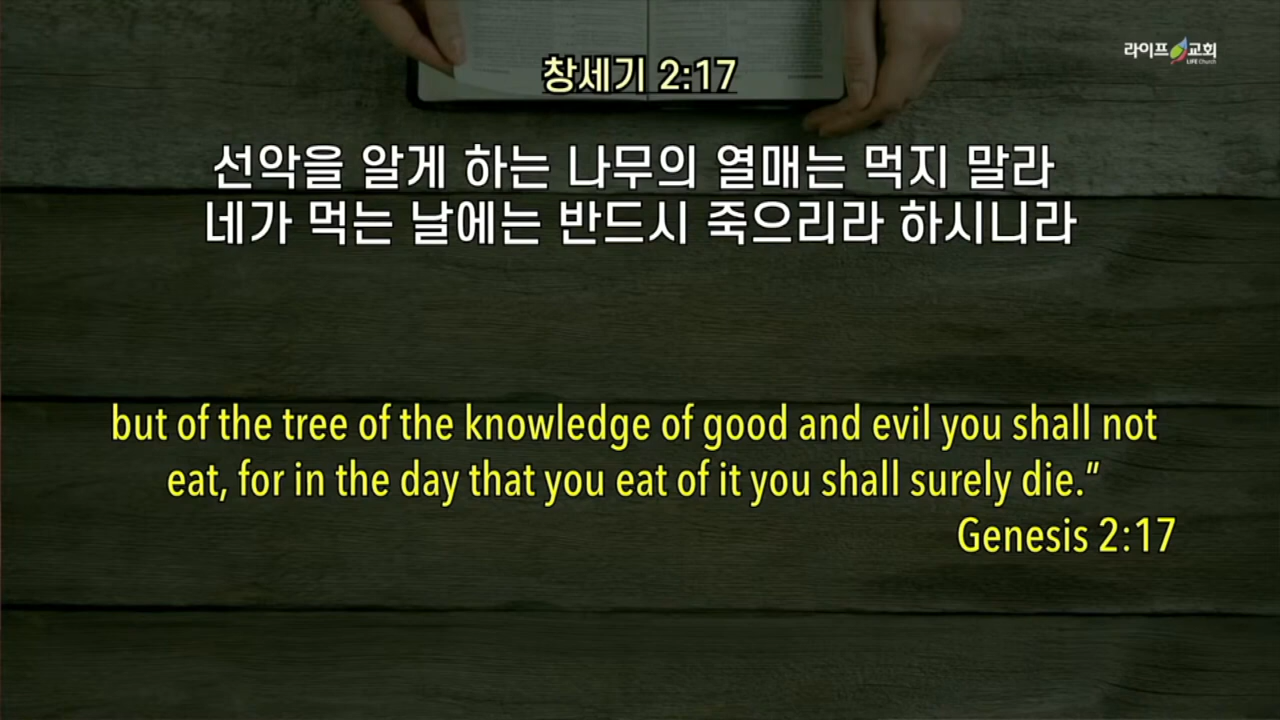 라이프교회
LIFE Church
창세기 2:17
선악을 알게 하는 나무의 열매는 먹지 말라
네가 먹는 날에는 반드시 죽으리라 하시니라
but of the tree of the knowledge of good and evil you shall not
eat, for in the day that you eat of it you shall surely die.”
Genesis 2:17